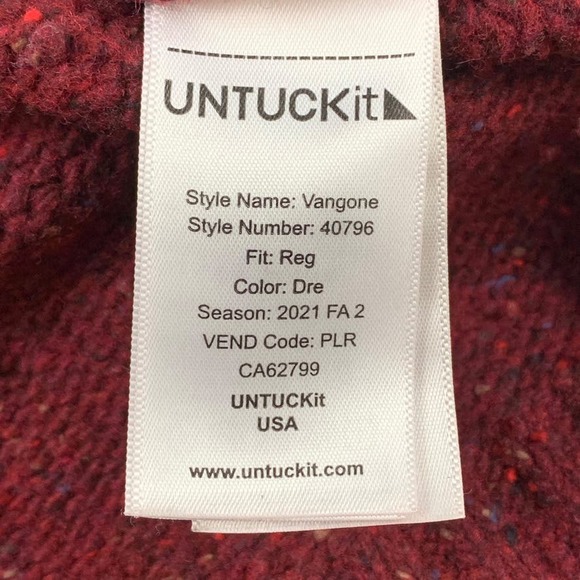 UNTUCKit
Style Name: Vangone
Style Number: 40796
Fit: Reg
Color: Dre
Season: 2021 FA 2
VEND Code: PLR
CA62799
UNTUCKit
USA
www.untuckit.com